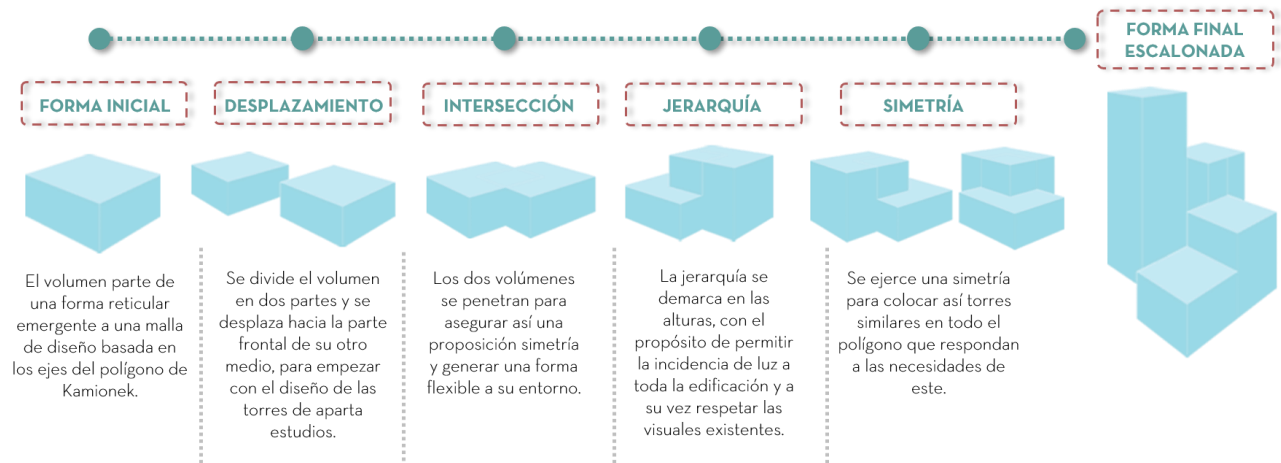 FORMA INICIAL
El volumen parte de
una forma reticular
emergente a una malla
de diseño basada en
los ejes del polígono de
Kamionek.
DESPLAZAMIENTO
Se divide el volumen
en dos partes y se
desplaza hacia la parte
frontal de su otro
medio, para empezar
con el diseño de las
torres de aparta
estudios.
INTERSECCIÓN
Los dos volúmenes
se penetran para
asegurar así una
proposición simetría
y generar una forma
flexible a su entorno.
JERARQUÍA
La jerarquía se
demarca en las
alturas, con el
propósito de permitir
la incidencia de luz a
toda la edificación y a
su vez respetar las
visuales existentes.
SIMETRÍA
Se ejerce una simetría
para colocar así torres
similares en todo el
polígono que respondan
a las necesidades de
este.
FORMA FINAL
ESCALONADA